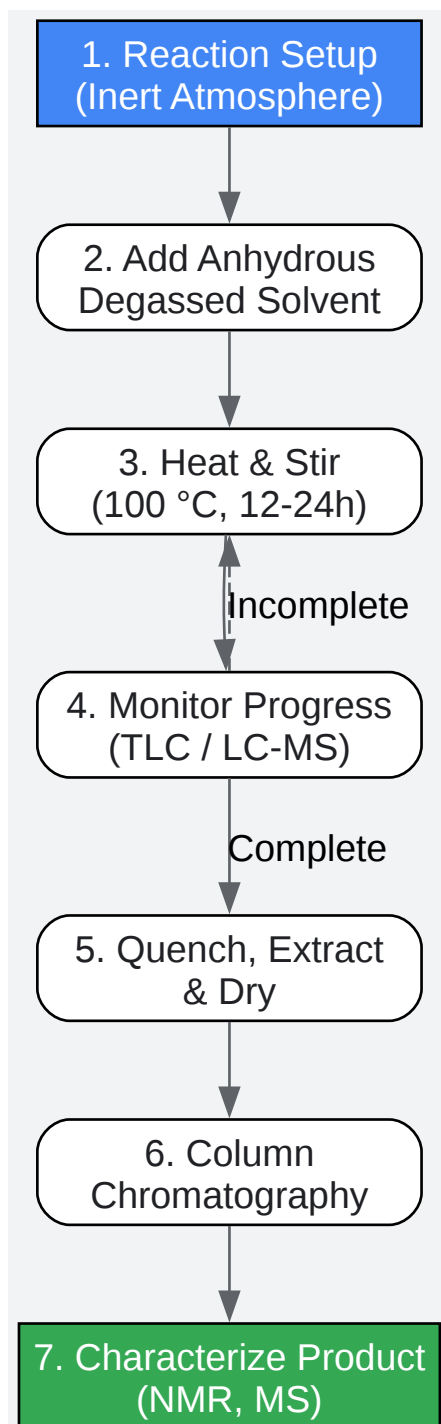 1. Reaction Setup
(Inert Atmosphere)
2. Add Anhydrous
Degassed Solvent
3. Heat & Stir
(100 °C, 12-24h)
Incomplete
4. Monitor Progress
(TLC / LC-MS)
Complete
5. Quench, Extract
& Dry
6. Column
Chromatography
7. Characterize Product
(NMR, MS)